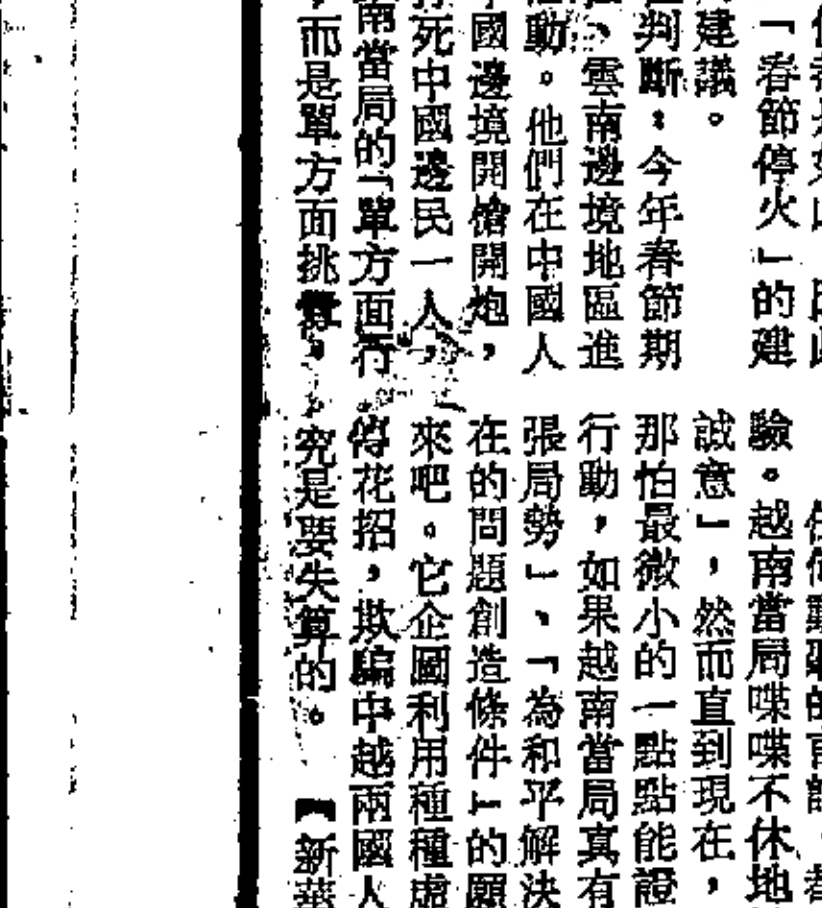 「春節停火」的建
建議。
判斷：今年春節期
、雲南邊境地區進
動。他們在中國人
國邊境開槍開炮，
死中國邊民一人，
南當局的「單方面行
而是單方面挑釁，
驗。越南當局喋喋不休地
誠意」，然而直到現在，
那怕最微小的一點點能證
行動，如果越南當局真有
張局勢」、「為和平解決
在的問題創造條件」的願
來吧。它企圖利用種種虛
花招，欺騙中越兩國人
究是要失算的。【新華